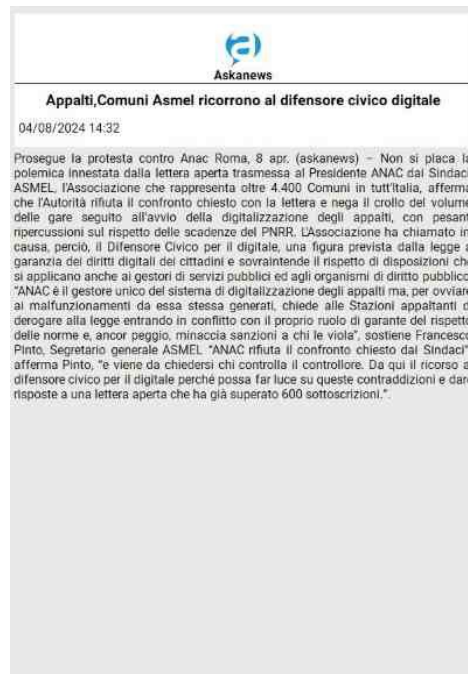 Askanews
Appalti,Comuni Asmel ricorrono al difensore civico digitale
04/08/2024 14:32
Prosegue la protesta contro Anac Roma, 8 apr. (askanews) – Non si placa la
polemica innestata dalla lettera aperta trasmessa al Presidente ANAC dai Sindaci
ASMEL, l'Associazione che rappresenta oltre 4.400 Comuni in tutt'Italia, afferma
che l'Autorità rifiuta il confronto chiesto con la lettera e nega il crollo del volume
delle gare seguito all'avvio della digitalizzazione degli appalti, con pesanti
ripercussioni sul rispetto delle scadenze del PNRR. L'Associazione ha chiamato in
causa, perciò, il Difensore Civico per il digitale, una figura prevista dalla legge a
garanzia dei diritti digitali dei cittadini e sovraintende il rispetto di disposizioni che
si applicano anche ai gestori di servizi pubblici ed agli organismi di diritto pubblico.
"ANAC è il gestore unico del sistema di digitalizzazione degli appalti ma, per ovviare
ai malfunzionamenti da essa stessa generati, chiede alle Stazioni appaltanti di
derogare alla legge entrando in conflitto con il proprio ruolo di garante del rispetto
delle norme e, ancor peggio, minaccia sanzioni a chi le viola", sostiene Francesco
Pinto, Segretario generale ASMEL "ANAC rifiuta il confronto chiesto dai Sindaci",
afferma Pinto, "e viene da chiedersi chi controlla il controllore. Da qui il ricorso al
difensore civico per il digitale perché possa far luce su queste contraddizioni e dare
risposte a una lettera aperta che ha già superato 600 sottoscrizioni.".